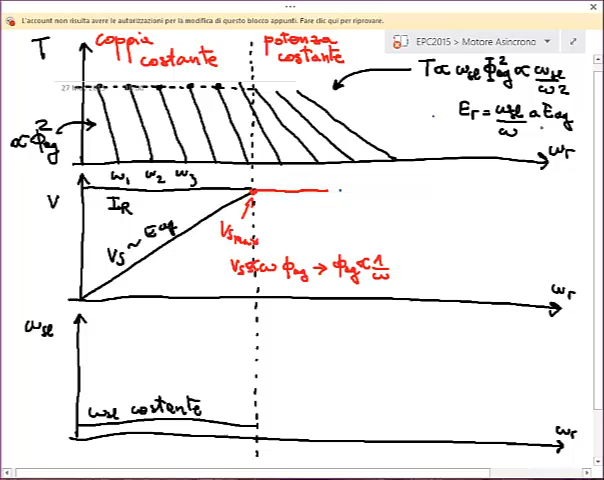 L'account non risulta avere le autorizzazioni per la modifica di questo blocco appunti. Fare clic qui per riprovare.
EPC2015 > Motore Asincrono
T
coppia
costante
potenza
costante
T ∝ ωsl Φag² ∝ ωsl/ω2
27
Er = ωsl/ω a Eag
∝ Φag²
ωr
ω1 ω2 ω3
V
IR
Vs ~ Eag
Vsmax
Vs ∝ ω Φag → Φag ∝ 1/ω
ωr
ωsl
ωsl costante
ωr